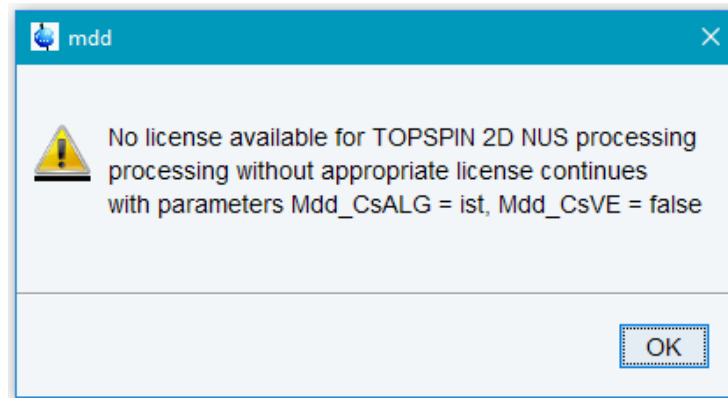 mdd
No license available for TOPSPIN 2D NUS processing
processing without appropriate license continues
with parameters Mdd_CsALG = ist, Mdd_CsVE = false
OK